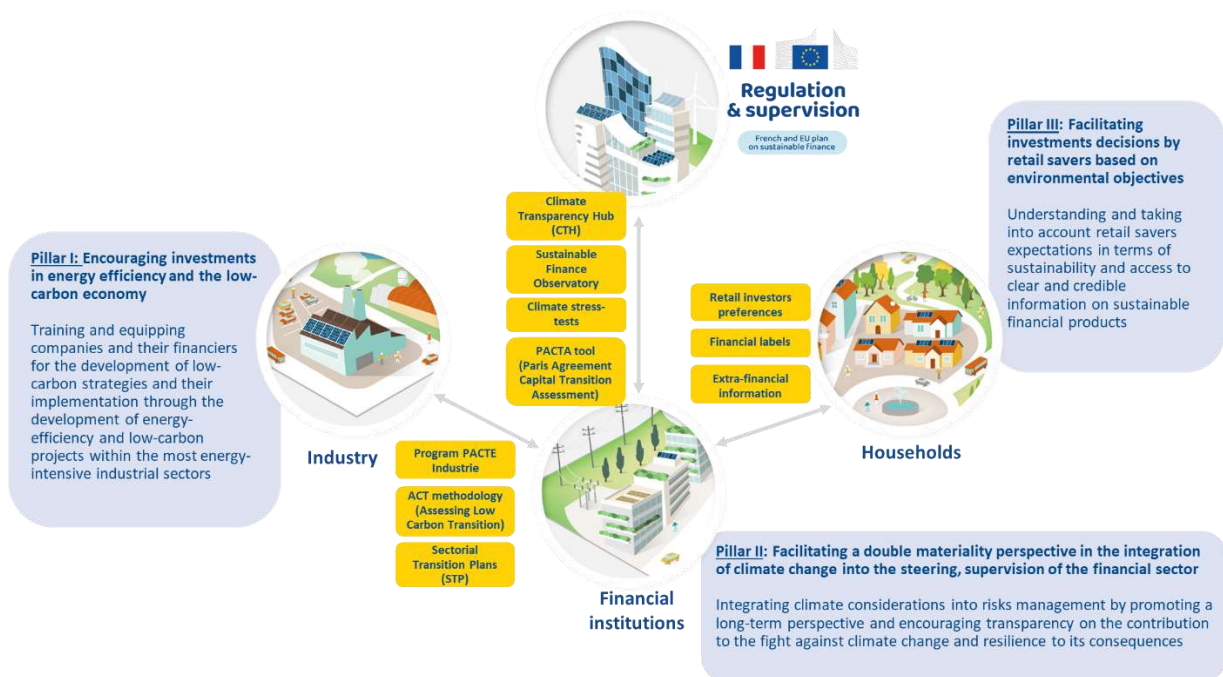 Regulation
& supervision
French and EU plan
on sustainable finance
Pillar III: Facilitating
investments decisions by
retail savers based on
environmental objectives
Understanding and taking
into account retail savers
expectations in terms of
sustainability and access to
clear and credible
information on sustainable
financial products
Climate
Transparency Hub
(CTH)
Sustainable
Finance
Observatory
Climate stress-
tests
PACTA tool
(Paris Agreement
Capital Transition
Assessment)
Pillar I: Encouraging investments
in energy efficiency and the low-
carbon economy
Training and equipping
companies and their financiers
for the development of low-
carbon strategies and their
implementation through the
development of energy-
efficiency and low-carbon
projects within the most energy-
intensive industrial sectors
Retail investors
preferences
Financial labels
Extra-financial
information
Industry
Households
Program PACTE
Industrie
ACT methodology
(Assessing Low
Carbon Transition)
Sectorial
Transition Plans
(STP)
Financial
institutions
Pillar II: Facilitating a double materiality perspective in the integration
of climate change into the steering, supervision of the financial sector
Integrating climate considerations into risks management by promoting a
long-term perspective and encouraging transparency on the contribution
to the fight against climate change and resilience to its consequences